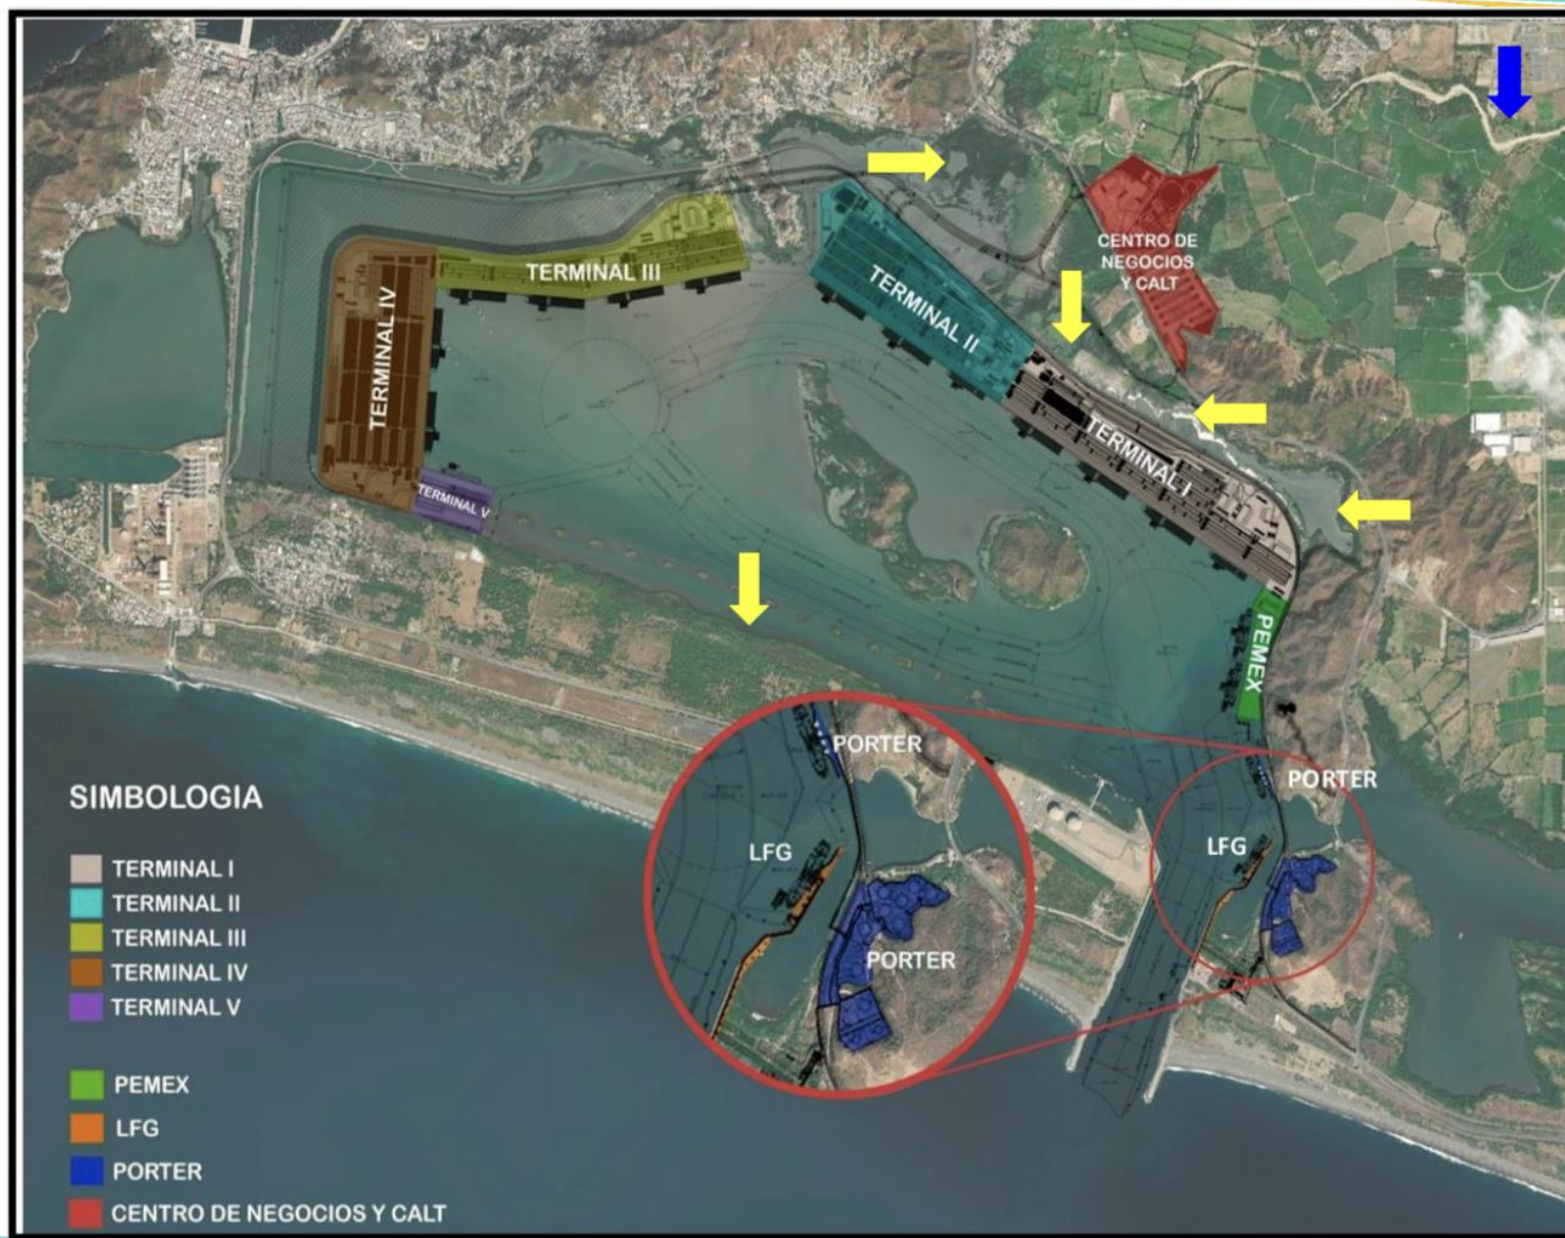 CENTRO DE
NEGOCIOS
Y CALT
TERMINAL III
TERMINAL IV
TERMINAL II
TERMINAL I
TERMINAL V
PEMEX
PORTER
PORTER
LFG
LFG
PORTER
SIMBOLOGIA
TERMINAL I
TERMINAL II
TERMINAL III
TERMINAL IV
TERMINAL V
PEMEX
LFG
PORTER
CENTRO DE NEGOCIOS Y CALT